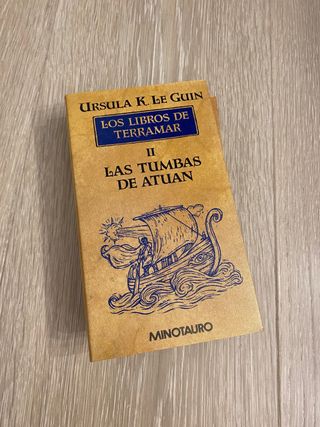 URSULA K. LE GUIN
LOS LIBROS DE
TERRAMAR
II
LAS TUMBAS
DE ATUAN
MINOTAURO